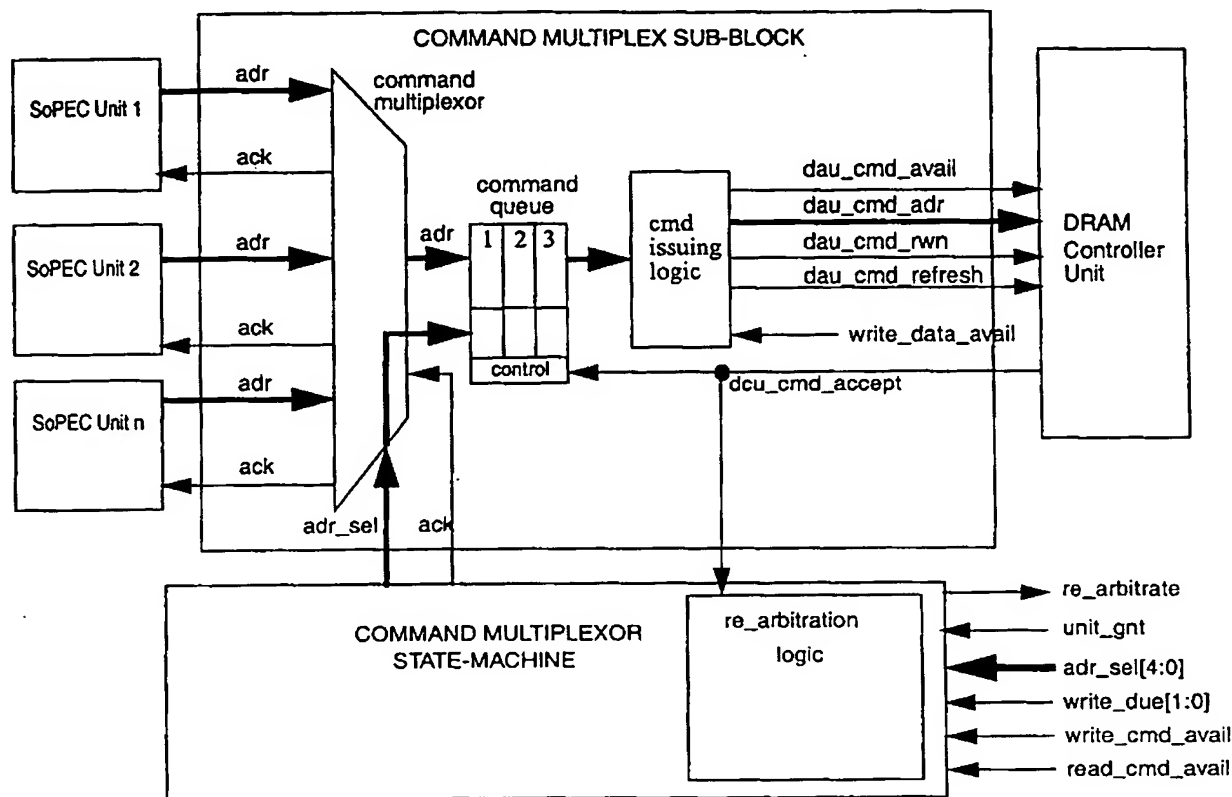 COMMAND MULTIPLEX SUB-BLOCK
SoPEC Unit 1
adr
command
multiplexor
ack
SoPEC Unit 2
adr
ack
SoPEC Unit n
adr
ack
adr
command
queue
1 2 3
control
cmd
issuing
logic
dau_cmd_avail
dau_cmd_adr
dau_cmd_rwn
dau_cmd_refresh
write_data_avail
dcu_cmd_accept
DRAM
Controller
Unit
adr_sel
ack
COMMAND MULTIPLEXOR
STATE-MACHINE
re_arbitration
logic
re_arbitrate
unit_gnt
adr_sel[4:0]
write_due[1:0]
write_cmd_avail
read_cmd_avail